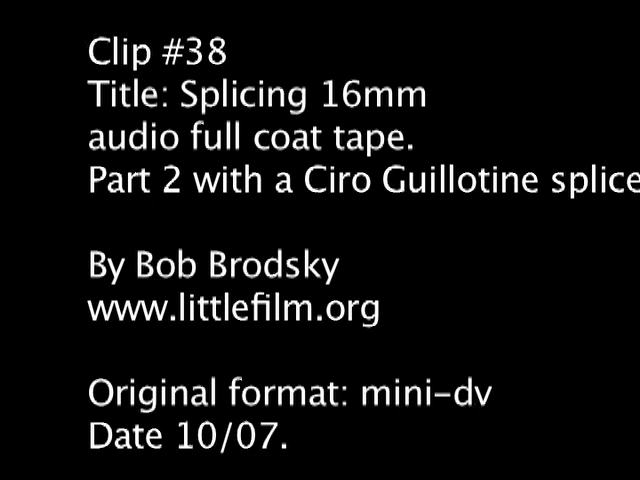 Clip #38
Title: Splicing 16mm
audio full coat tape.
Part 2 with a Ciro Guillotine splice
By Bob Brodsky
www.littlefilm.org
Original format: mini-dv
Date 10/07.